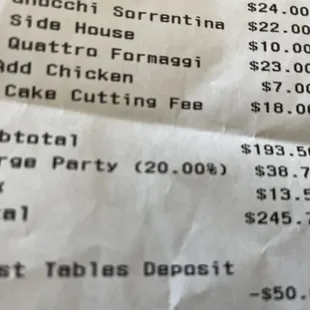 $24.00
Sorrentina $22.00
Side House $10.00
Quattro Formaggi $23.00
Add Chicken $7.00
Cake Cutting Fee $18.00
btotal $193.50
rge Party (20.00%) $38.7
$13.5
al $245.7
st Tables Deposit
-$50.